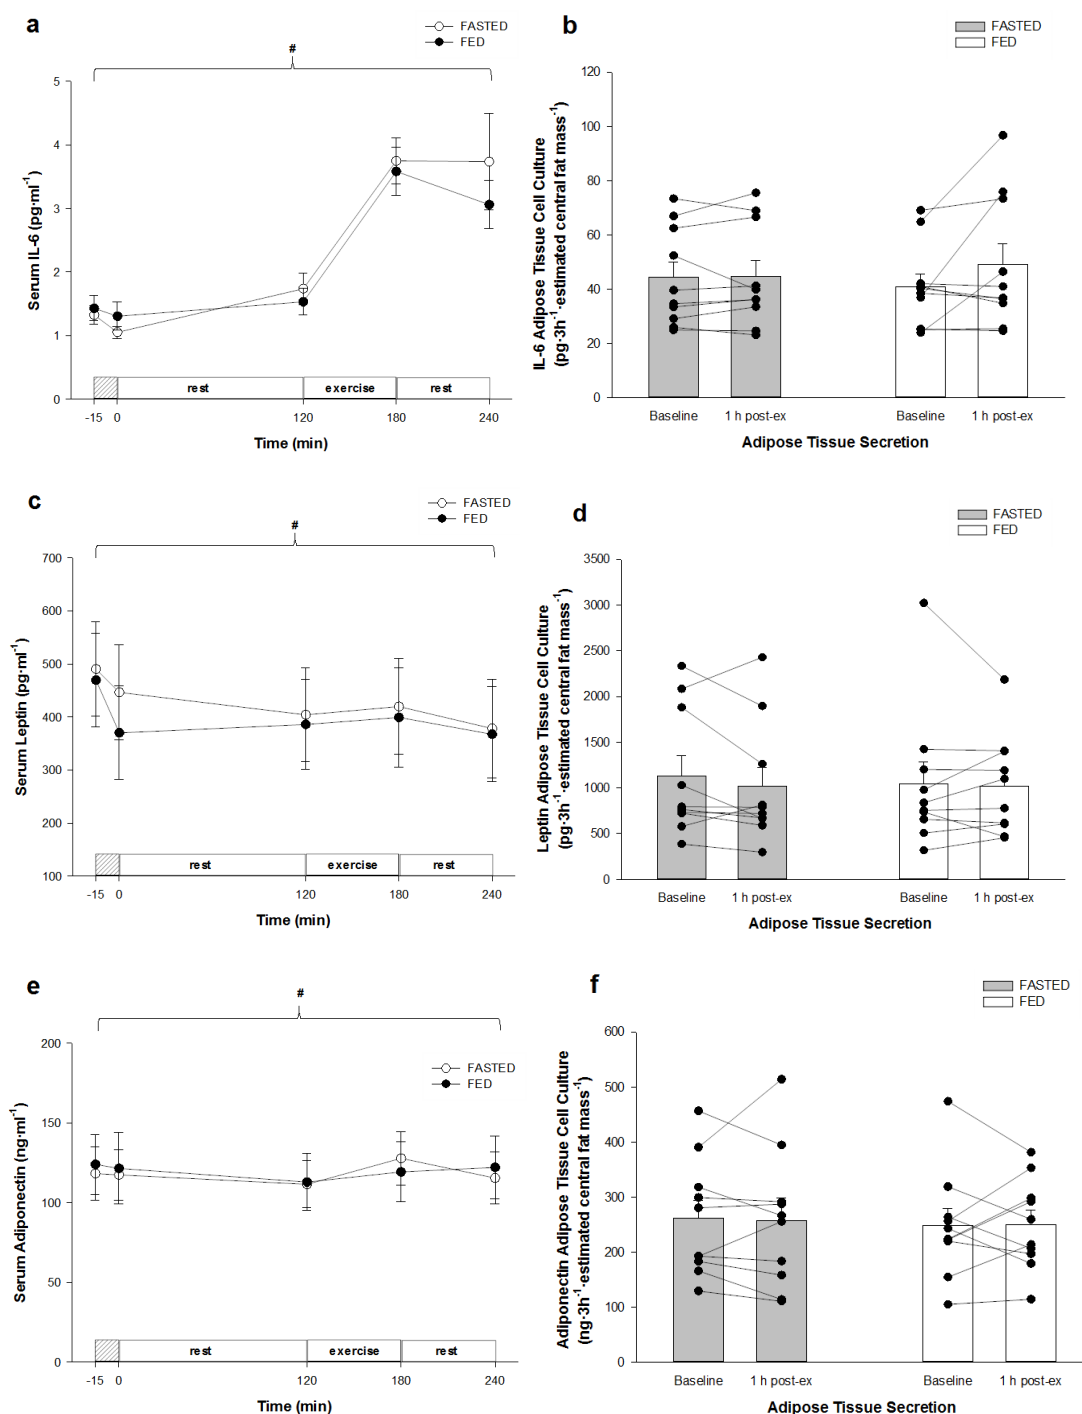 a
FASTED
FED
#
Serum IL-6 (pg·ml-1)
5
4
3
2
1
0
rest
exercise
rest
-15
0
120
180
240
Time (min)
b
FASTED
FED
IL-6 Adipose Tissue Cell Culture
(pg·3h-1·estimated central fat mass-1)
120
100
80
60
40
20
0
Baseline
1 h post-ex
Baseline
1 h post-ex
Adipose Tissue Secretion
c
FASTED
FED
#
Serum Leptin (pg·ml-1)
700
600
500
400
300
200
100
rest
exercise
rest
-15
0
120
180
240
Time (min)
d
FASTED
FED
Leptin Adipose Tissue Cell Culture
(pg·3h-1·estimated central fat mass-1)
3500
3000
2500
2000
1500
1000
500
0
Baseline
1 h post-ex
Baseline
1 h post-ex
Adipose Tissue Secretion
e
#
FASTED
FED
Serum Adiponectin (ng·ml-1)
200
150
100
50
0
rest
exercise
rest
-15
0
120
180
240
Time (min)
f
FASTED
FED
Adiponectin Adipose Tissue Cell Culture
(ng·3h-1·estimated central fat mass-1)
600
500
400
300
200
100
0
Baseline
1 h post-ex
Baseline
1 h post-ex
Adipose Tissue Secretion